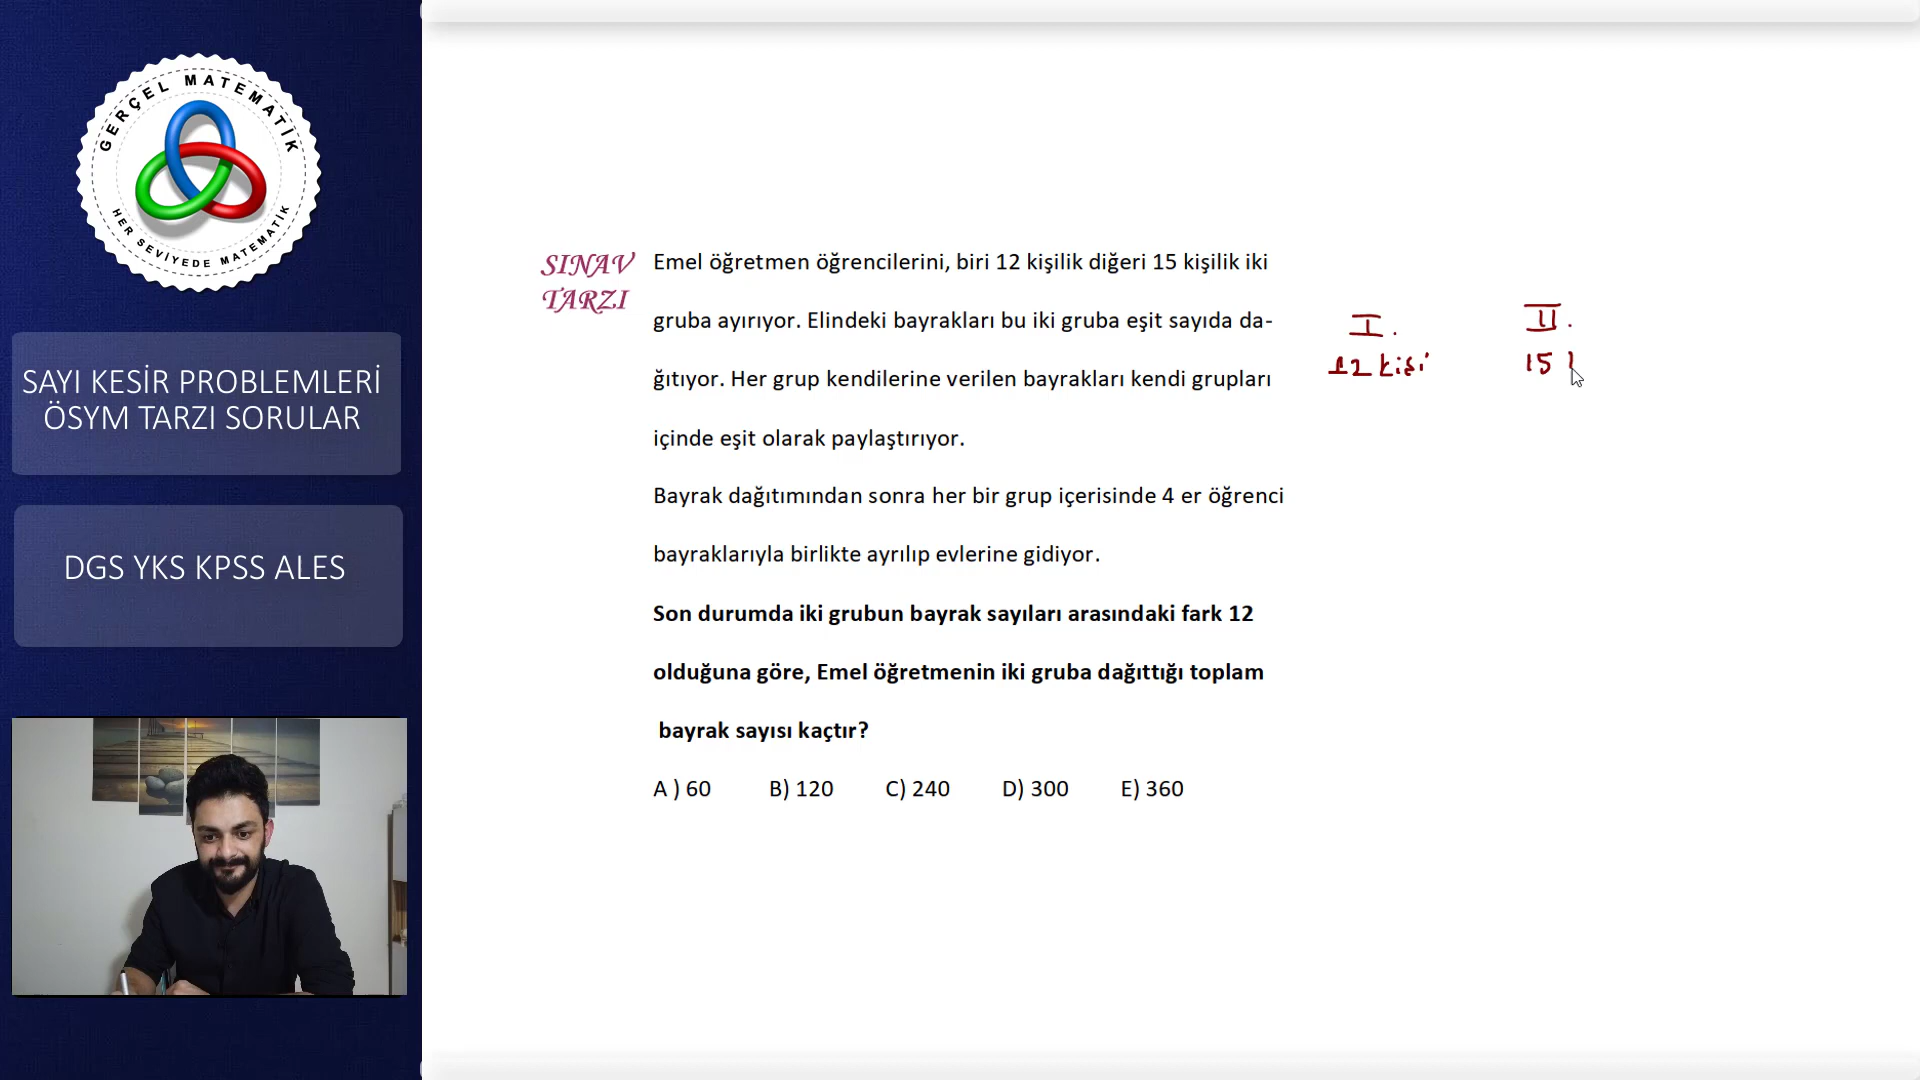 GERÇEL MATEMATİK
HER SEVİYEDE MATEMATİK
SAYI KESİR PROBLEMLERİ
ÖSYM TARZI SORULAR
DGS YKS KPSS ALES
SINAV
TARZI
Emel öğretmen öğrencilerini, biri 12 kişilik diğeri 15 kişilik iki
gruba ayırıyor. Elindeki bayrakları bu iki gruba eşit sayıda da-
ğıtıyor. Her grup kendilerine verilen bayrakları kendi grupları
içinde eşit olarak paylaştırıyor.
Bayrak dağıtımından sonra her bir grup içerisinde 4 er öğrenci
bayraklarıyla birlikte ayrılıp evlerine gidiyor.
Son durumda iki grubun bayrak sayıları arasındaki fark 12
olduğuna göre, Emel öğretmenin iki gruba dağıttığı toplam
bayrak sayısı kaçtır?
A ) 60 B) 120 C) 240 D) 300 E) 360
I. II.
12 kişi 15